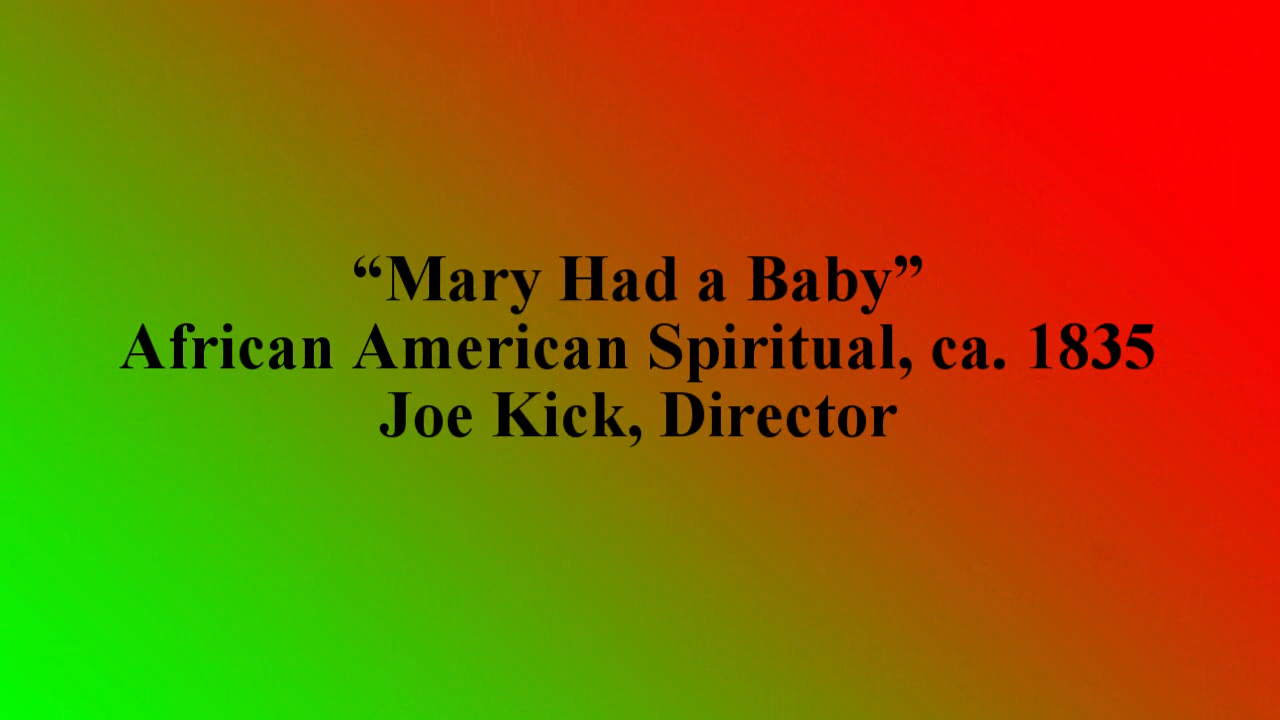 “Mary Had a Baby”
African American Spiritual, ca. 1835
Joe Kick, Director